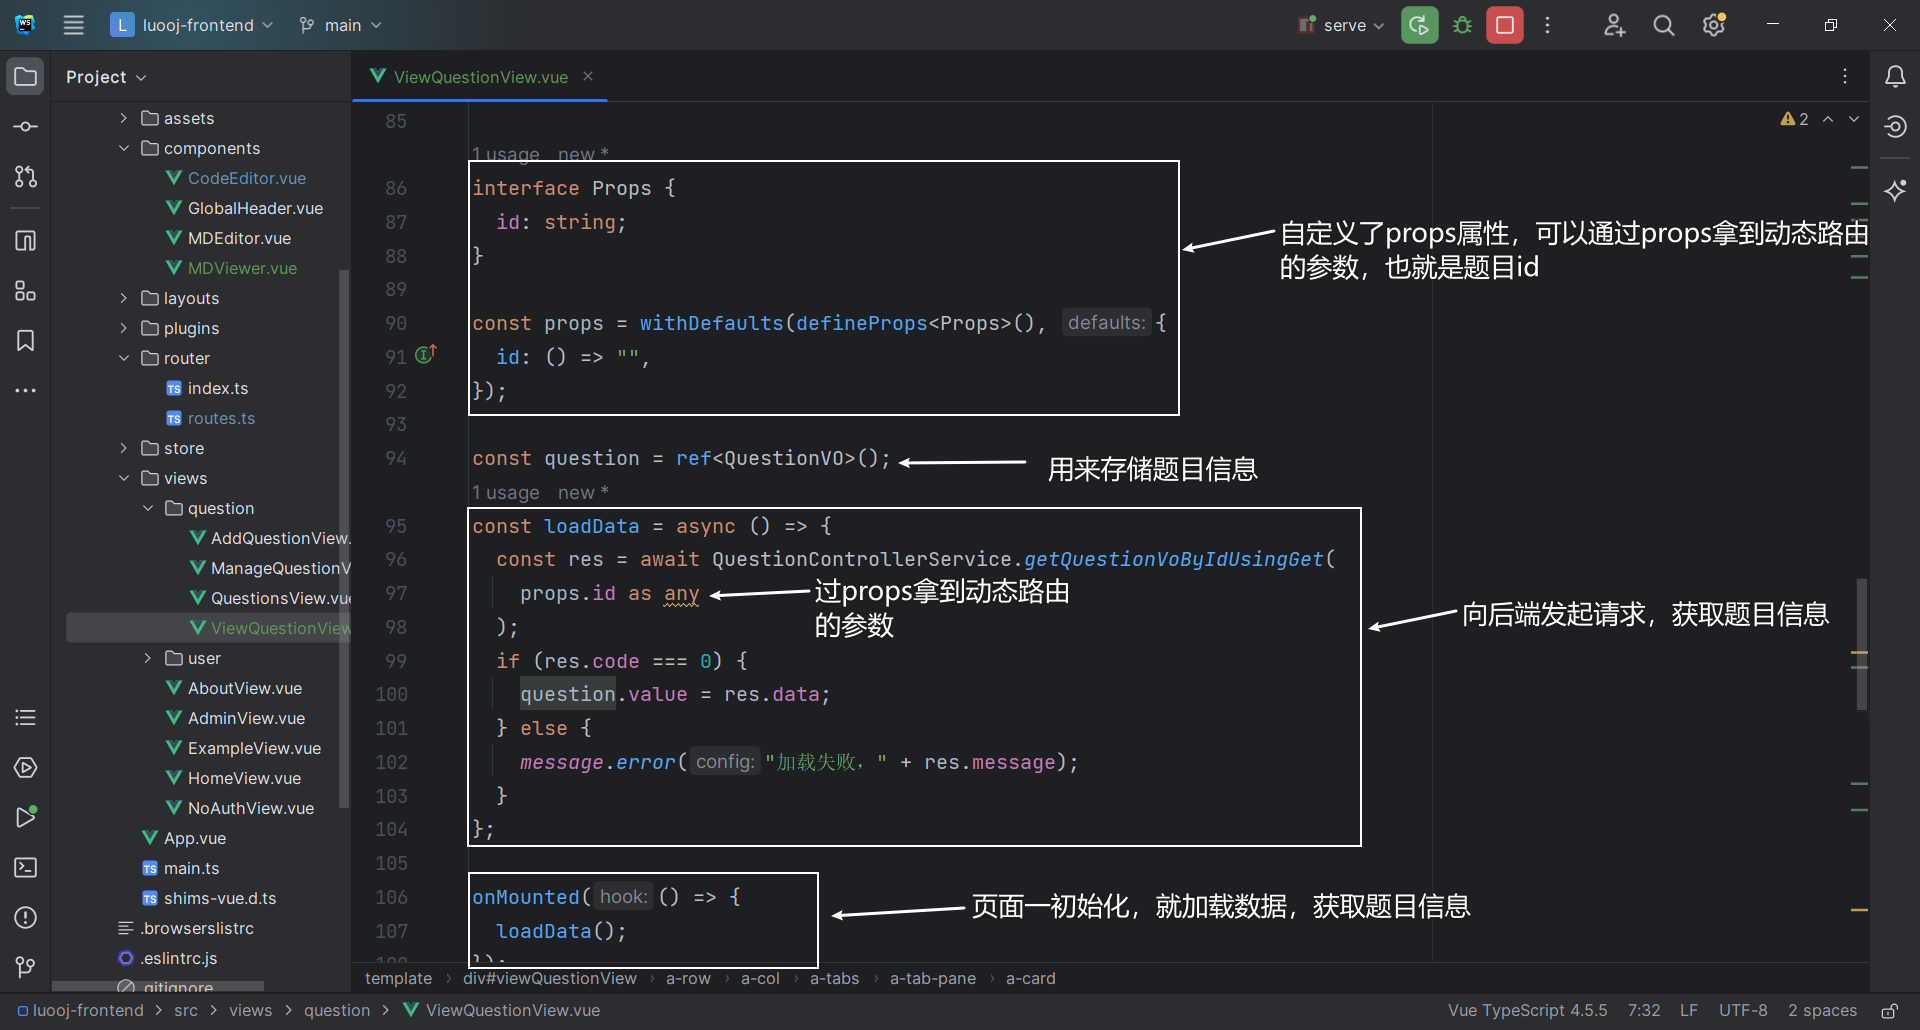 L luooj-frontend main serve
Project
ViewQuestionView.vue
assets
components
CodeEditor.vue
GlobalHeader.vue
MDEditor.vue
MDViewer.vue
layouts
plugins
router
TS index.ts
TS routes.ts
store
views
question
AddQuestionView.
ManageQuestionV
QuestionsView.vue
ViewQuestionView
user
AboutView.vue
AdminView.vue
ExampleView.vue
HomeView.vue
NoAuthView.vue
App.vue
TS main.ts
TS shims-vue.d.ts
.browserslistrc
.eslintrc.js
.gitignore
2
85
1 usage new *
86 interface Props {
87 id: string;
88 }
89
90 const props = withDefaults(defineProps<Props>(), defaults: {
91 id: () => "",
92 });
93
94 const question = ref<QuestionVO>();
1 usage new *
95 const loadData = async () => {
96 const res = await QuestionControllerService.getQuestionVoByIdUsingGet(
97 props.id as any
98 );
99 if (res.code === 0) {
100 question.value = res.data;
101 } else {
102 message.error( config: "加载失败，" + res.message);
103 }
104 };
105
106 onMounted( hook: () => {
107 loadData();
108 });
自定义了props属性，可以通过props拿到动态路由
的参数，也就是题目id
用来存储题目信息
过props拿到动态路由
的参数
向后端发起请求，获取题目信息
页面一初始化，就加载数据，获取题目信息
template › div#viewQuestionView › a-row › a-col › a-tabs › a-tab-pane › a-card
luooj-frontend > src > views > question > ViewQuestionView.vue
Vue TypeScript 4.5.5 7:32 LF UTF-8 2 spaces